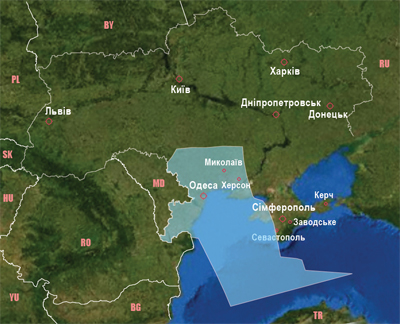 BY
PL
RU
Харків
Київ
Львів
Дніпропетровськ
Донецьк
SK
Миколаїв
HU
MD
Одеса
Херсон
Керч
Сімферополь
Заводське
RO
Севастополь
YU
BG
TR